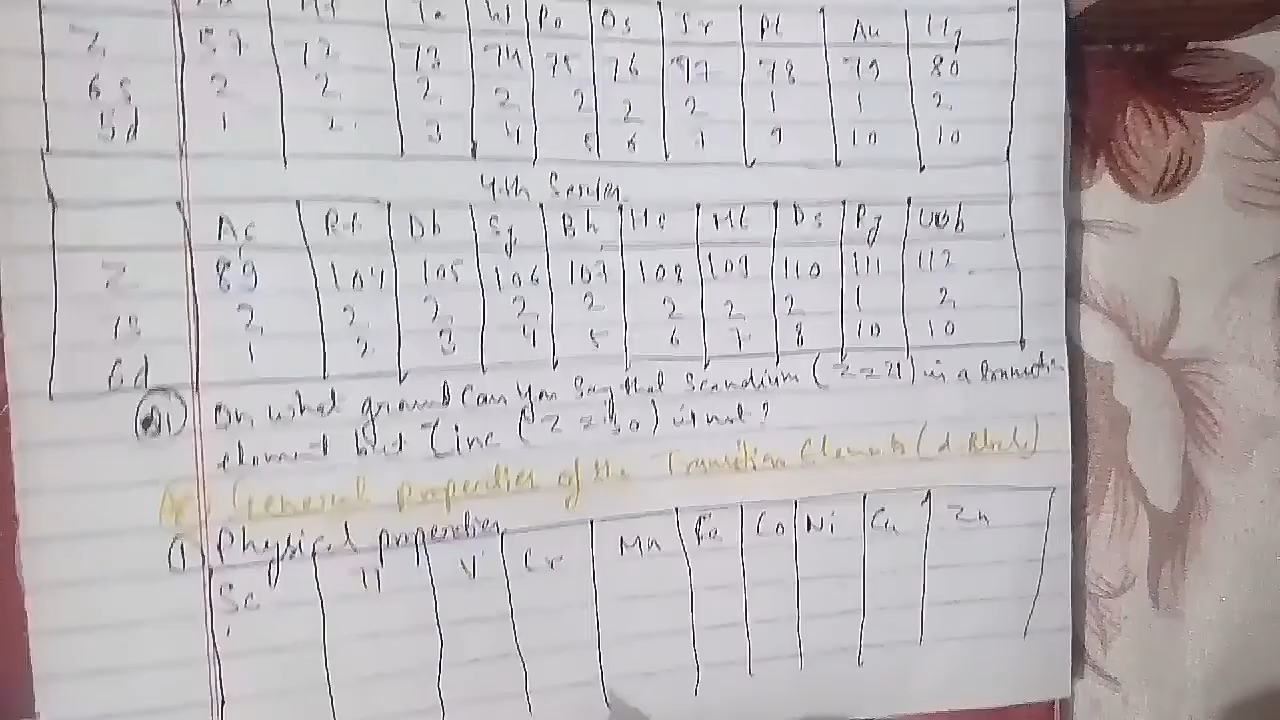 Au Hg
Z 57 72 73 74 75 76 77 78 79 80
6s 2 2 2 2 2 2 2 1 1 2
5d 1 2 3 4 5 6 7 9 10 10
4th Series
Ac Rf Db Sg Bh Hs Mt Ds Rg Uub
Z 89 104 105 106 107 108 109 110 111 112
2 2 2 2 2 2 2 2 1 2
6d 1 2 3 4 5 6 7 8 10 10
Q1) On what ground can you say that Scandium (Z=21) is a transition
element but Zinc (Z=30) is not?
General properties of the Transition Elements (d-Block)
Physical properties
Sc Ti V Cr Mn Fe Co Ni Cu Zn